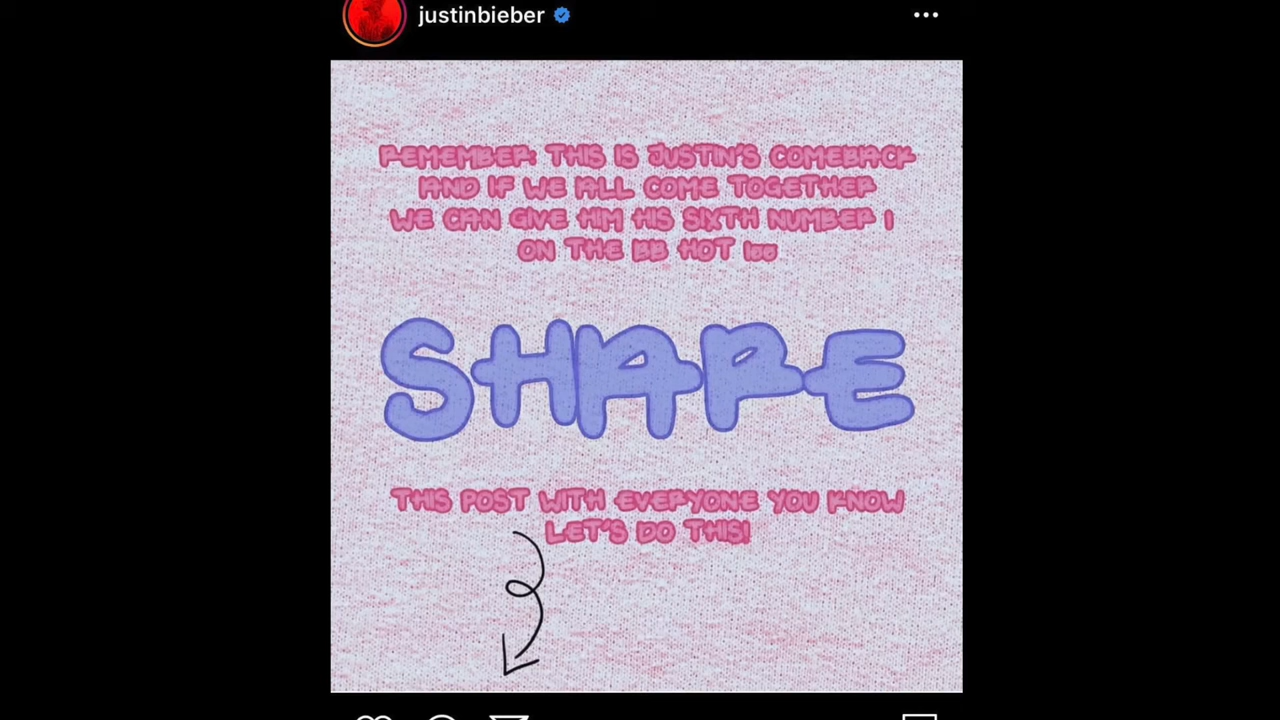 justinbieber
REMEMBER: THIS IS JUSTIN'S COMEBACK
AND IF WE ALL COME TOGETHER
WE CAN GIVE HIM HIS SIXTH NUMBER 1
ON THE BB HOT 100
SHARE
THIS POST WITH EVERYONE YOU KNOW
LET'S DO THIS!